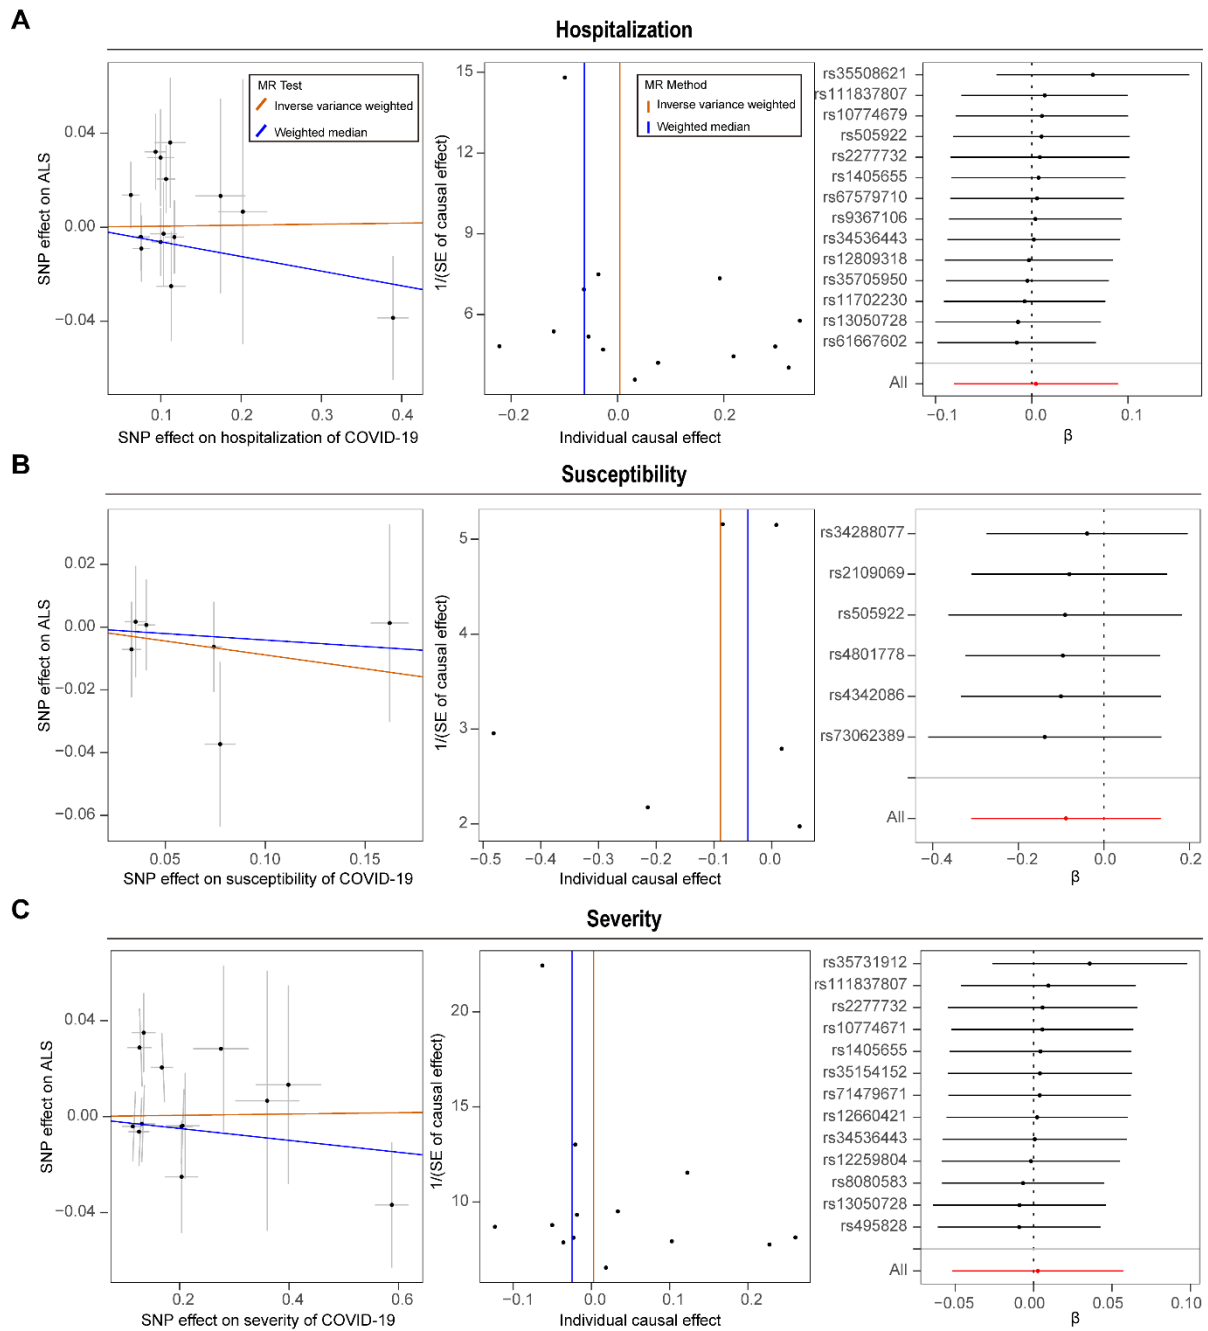 A
Hospitalization
MR Test
Inverse variance weighted
Weighted median
0.04
0.00
−0.04
SNP effect on ALS
0.1
0.2
0.3
0.4
SNP effect on hospitalization of COVID-19
MR Method
Inverse variance weighted
Weighted median
15
12
9
6
1/(SE of causal effect)
−0.2
0.0
0.2
Individual causal effect
rs35508621
rs111837807
rs10774679
rs505922
rs2277732
rs1405655
rs67579710
rs9367106
rs34536443
rs12809318
rs35705950
rs11702230
rs13050728
rs61667602
All
−0.1
0.0
0.1
β
B
Susceptibility
0.02
0.00
−0.02
−0.04
−0.06
SNP effect on ALS
0.05
0.10
0.15
SNP effect on susceptibility of COVID-19
5
4
3
2
1/(SE of causal effect)
−0.5
−0.4
−0.3
−0.2
−0.1
0.0
Individual causal effect
rs34288077
rs2109069
rs505922
rs4801778
rs4342086
rs73062389
All
−0.4
−0.2
0.0
0.2
β
C
Severity
0.04
0.00
−0.04
SNP effect on ALS
0.2
0.4
0.6
SNP effect on severity of COVID-19
20
15
10
1/(SE of causal effect)
−0.1
0.0
0.1
0.2
Individual causal effect
rs35731912
rs111837807
rs2277732
rs10774671
rs1405655
rs35154152
rs71479671
rs12660421
rs34536443
rs12259804
rs8080583
rs13050728
rs495828
All
−0.05
0.00
0.05
0.10
β